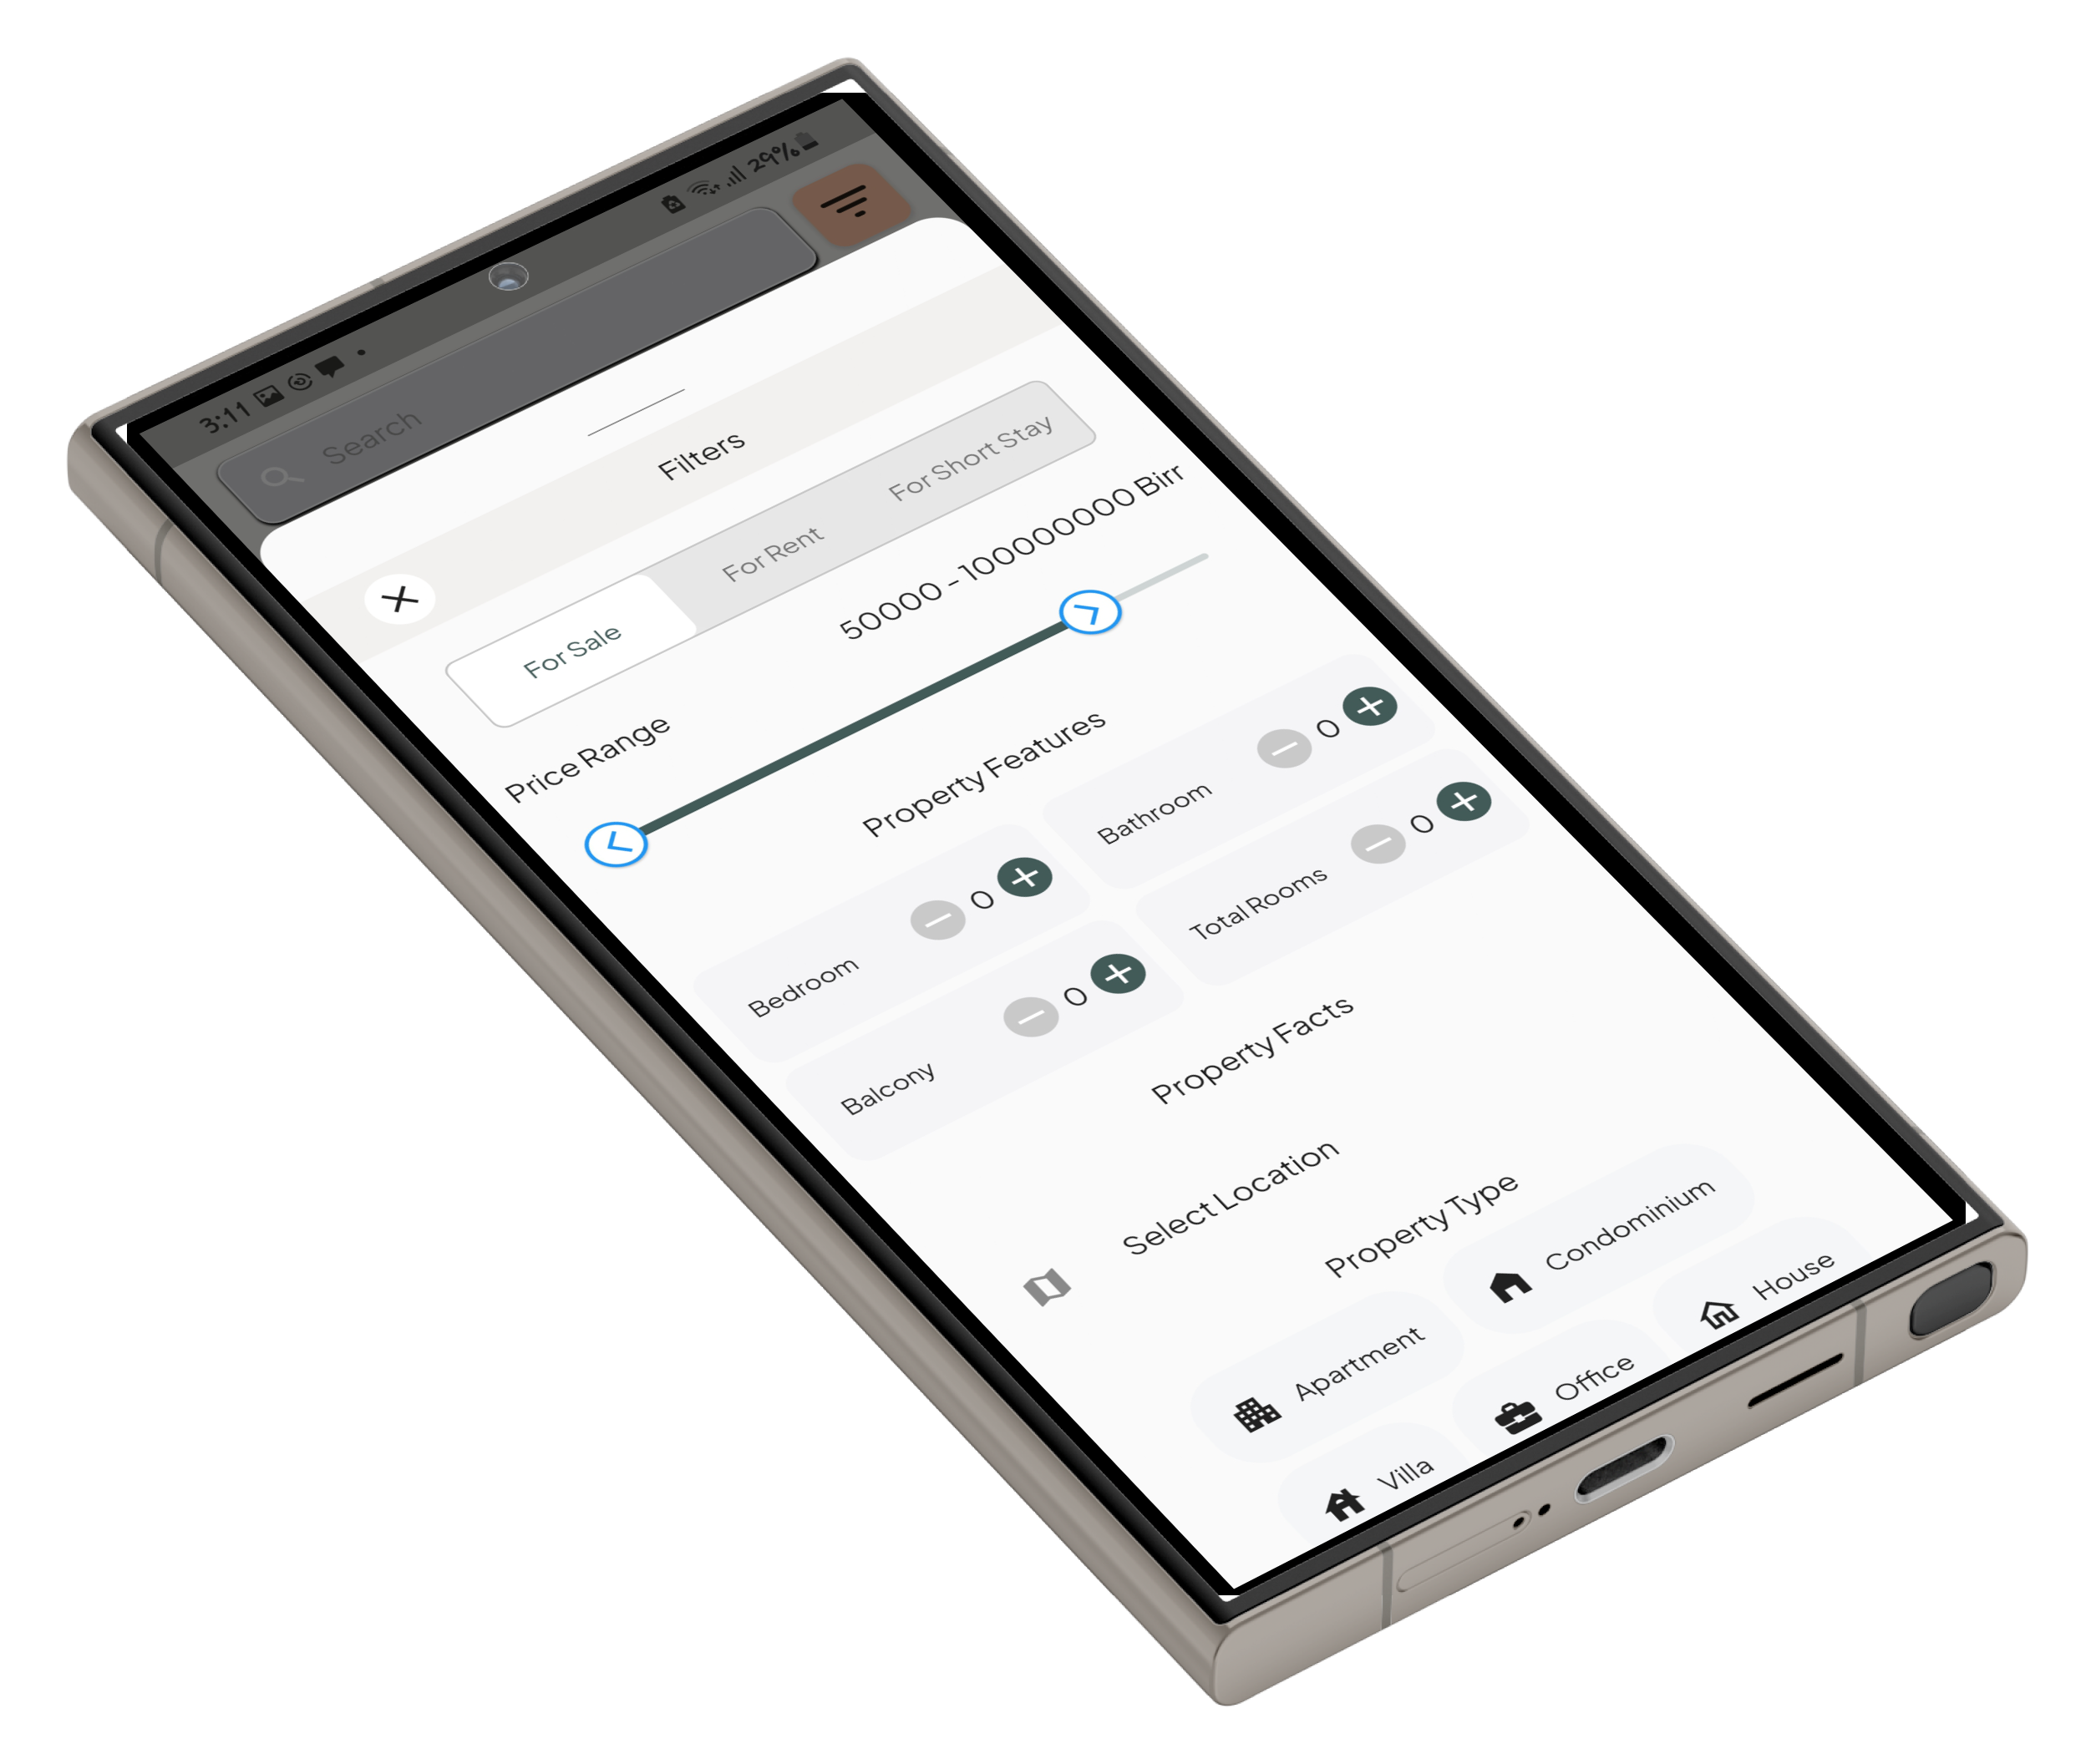 3:11
29%
Search
Filters
For Sale
For Rent
For Short Stay
Price Range
50000 - 100000000 Birr
Property Features
Bedroom
0
Bathroom
0
Balcony
0
Total Rooms
0
Property Facts
Select Location
Property Type
Apartment
Condominium
Villa
Office
House